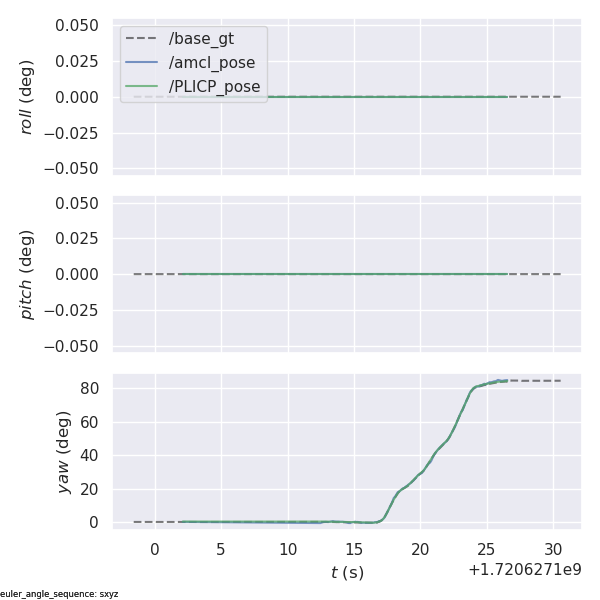 0.050
0.025
0.000
−0.025
−0.050
roll (deg)
/base_gt
/amcl_pose
/PLICP_pose
0.050
0.025
0.000
−0.025
−0.050
pitch (deg)
80
60
40
20
0
yaw (deg)
0 5 10 15 20 25 30
t (s)
+1.7206271e9
euler_angle_sequence: sxyz